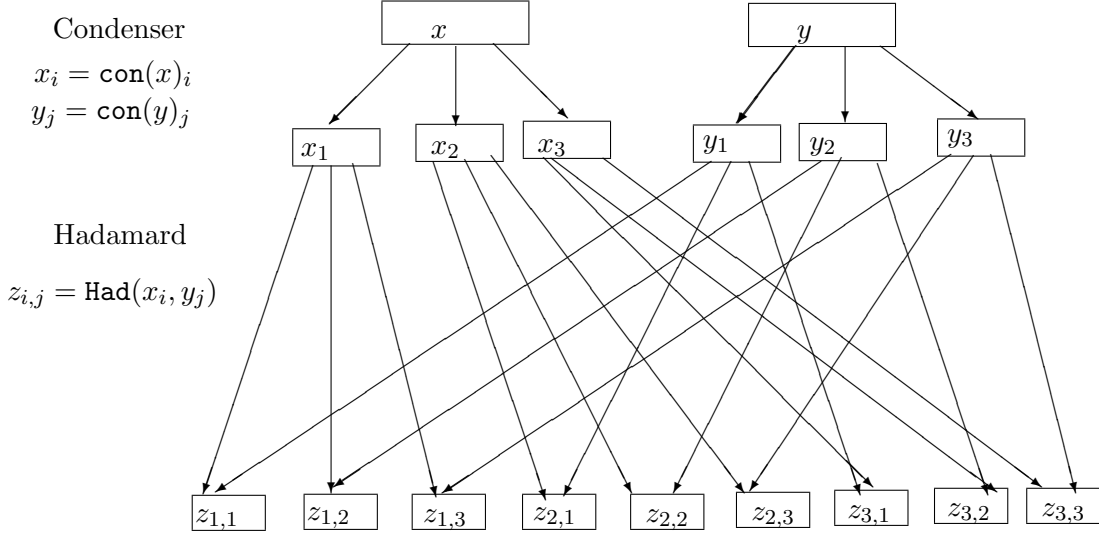 Condenser
x_i = con(x)_i
y_j = con(y)_j
x
y
x_1
x_2
x_3
y_1
y_2
y_3
Hadamard
z_{i,j} = Had(x_i, y_j)
z_{1,1}
z_{1,2}
z_{1,3}
z_{2,1}
z_{2,2}
z_{2,3}
z_{3,1}
z_{3,2}
z_{3,3}